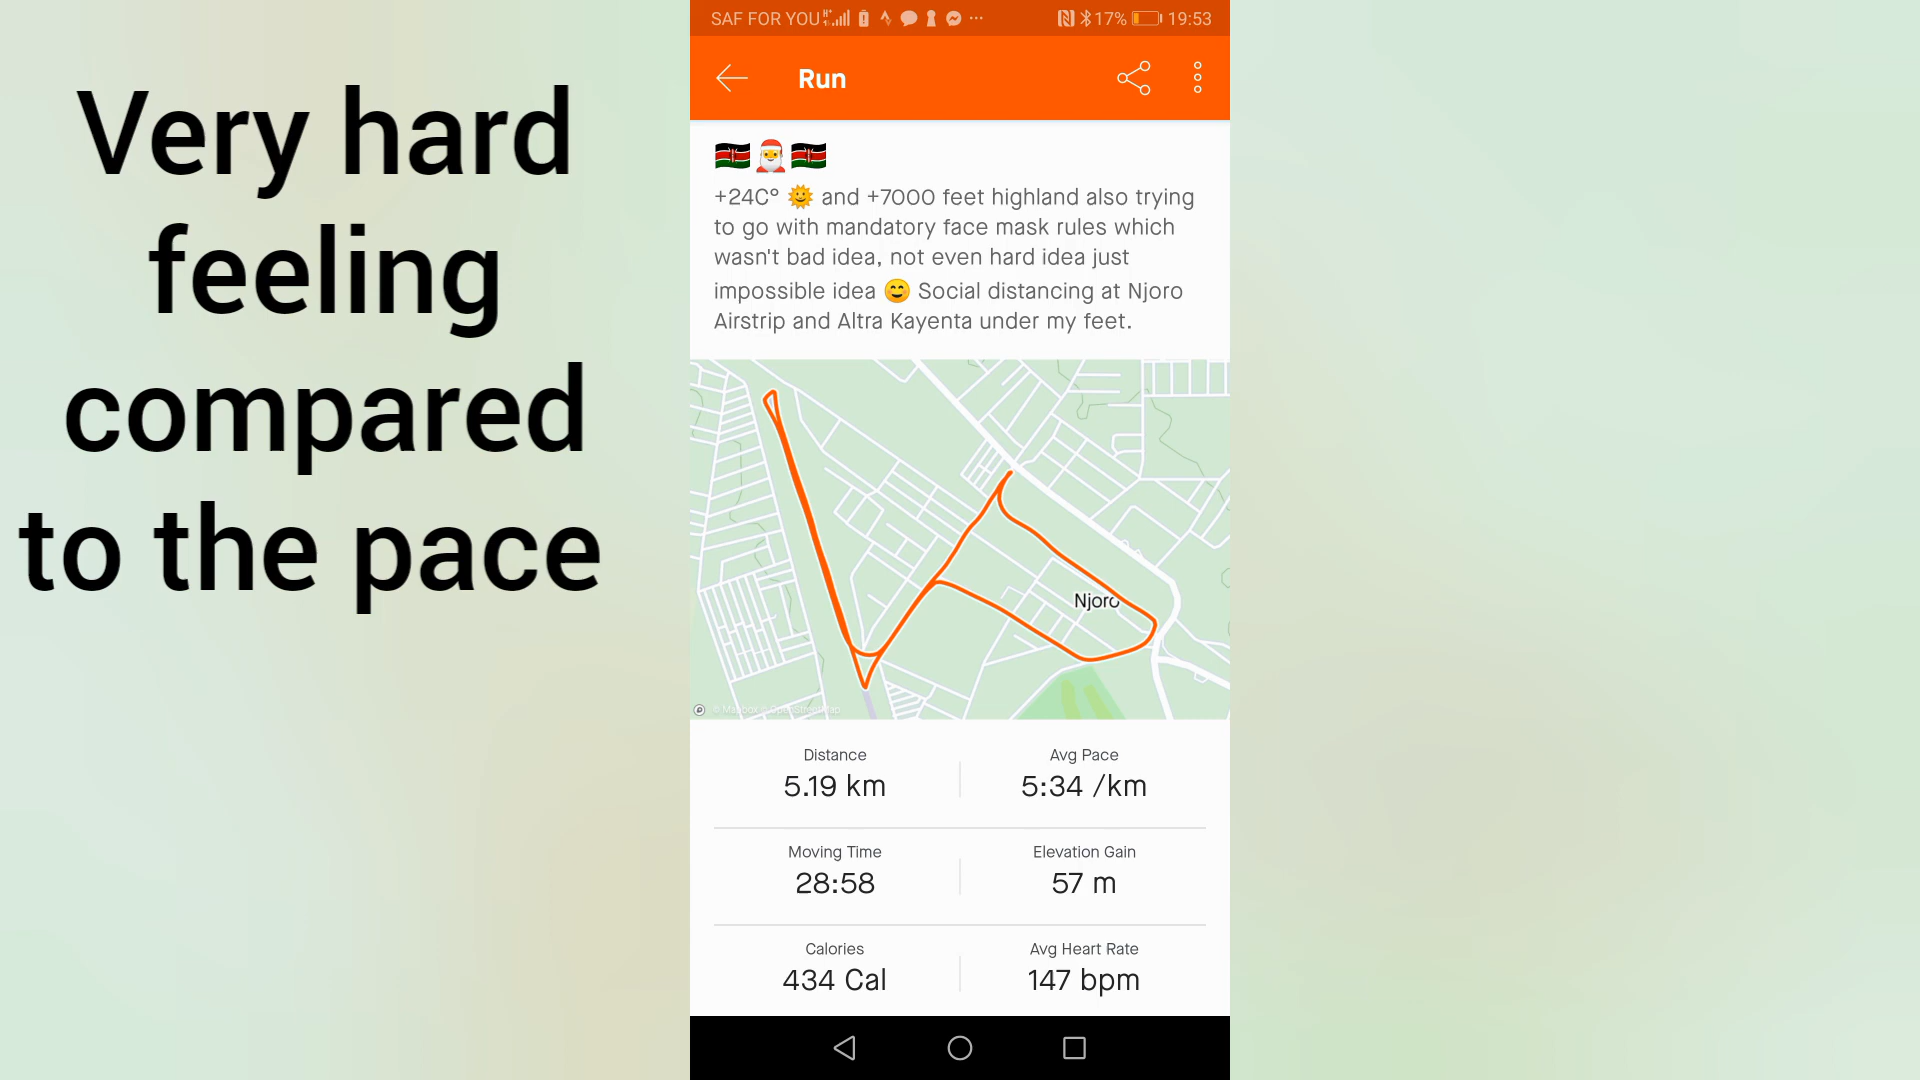 Very hard
feeling
compared
to the pace
SAF FOR YOU 17% 19:53
Run
+24C° 🌞 and +7000 feet highland also trying
to go with mandatory face mask rules which
wasn't bad idea, not even hard idea just
impossible idea 😊 Social distancing at Njoro
Airstrip and Altra Kayenta under my feet.
Njoro
© Mapbox © OpenStreetMap
Distance
5.19 km
Avg Pace
5:34 /km
Moving Time
28:58
Elevation Gain
57 m
Calories
434 Cal
Avg Heart Rate
147 bpm